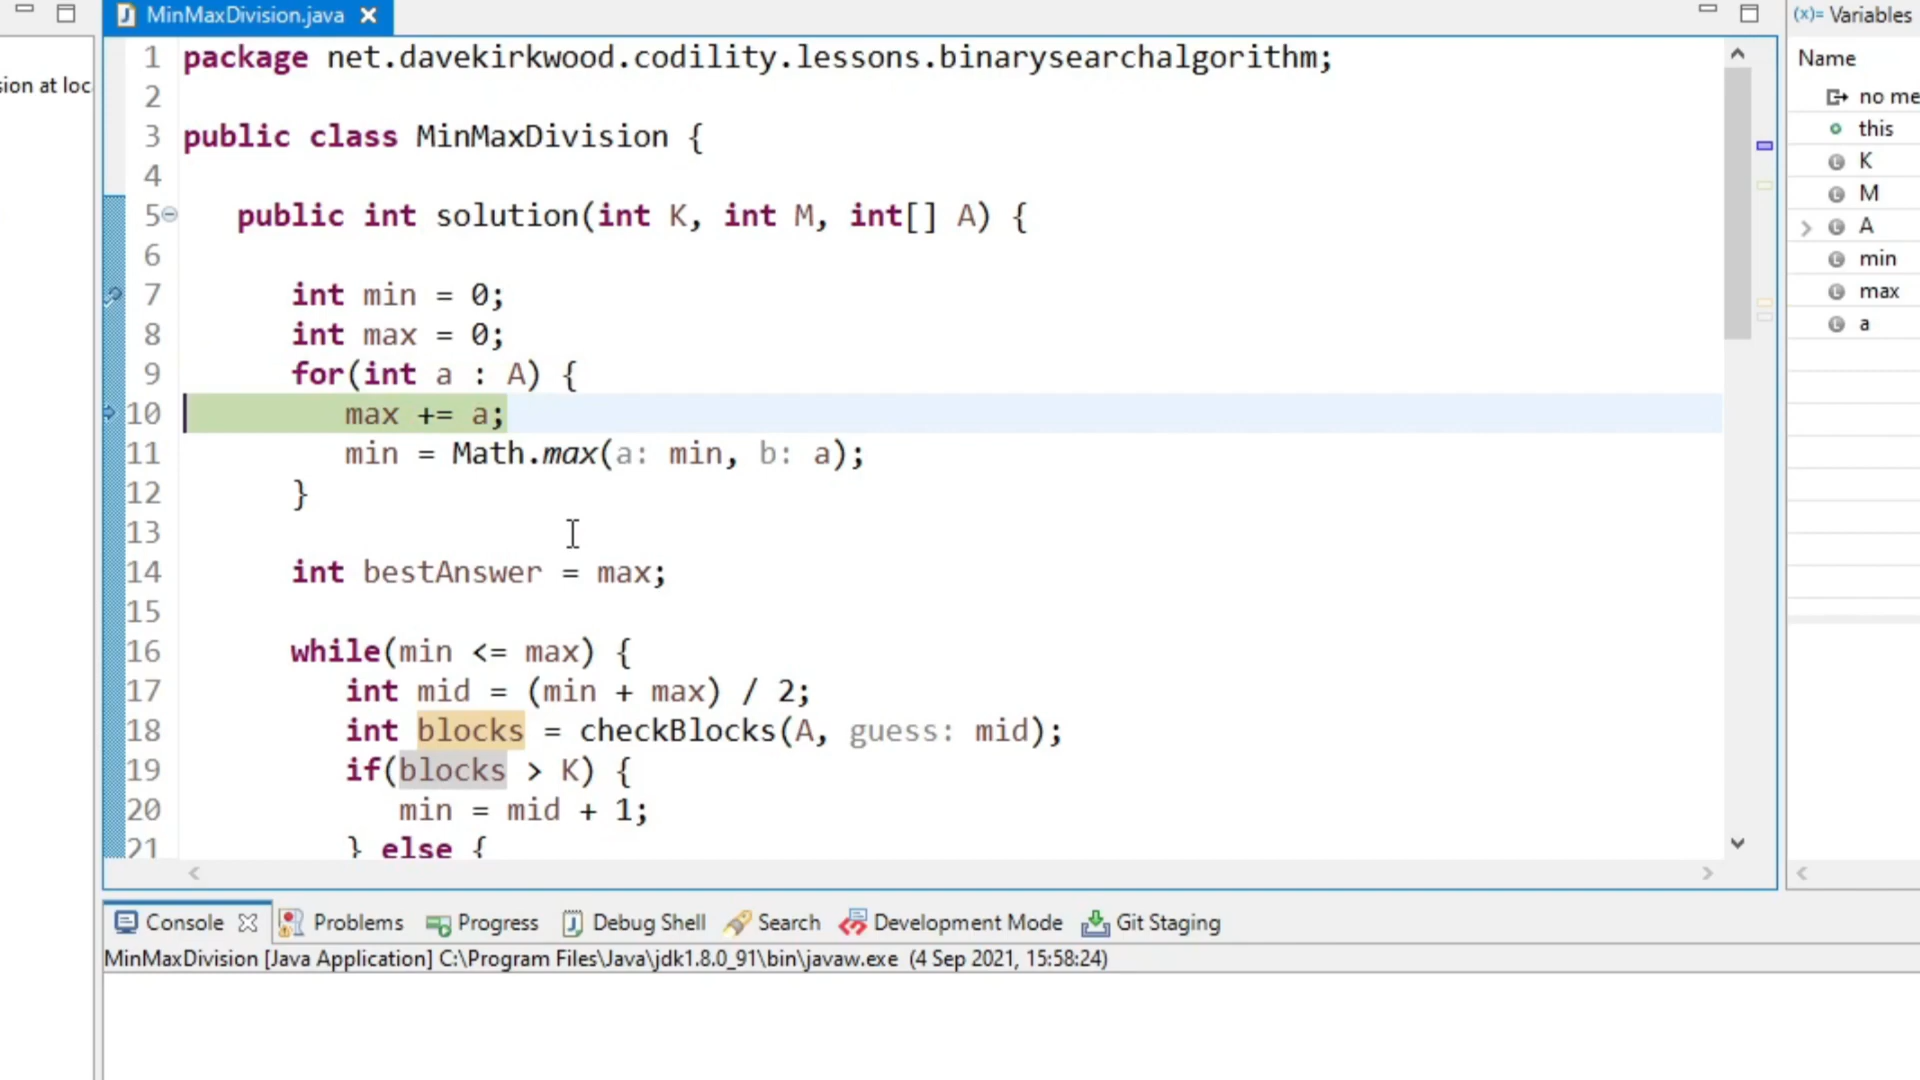 MinMaxDivision.java
(x)= Variables
sion at loc
Name
no me
this
K
M
A
min
max
a
1 package net.davekirkwood.codility.lessons.binarysearchalgorithm;
2
3 public class MinMaxDivision {
4
5 public int solution(int K, int M, int[] A) {
6
7 int min = 0;
8 int max = 0;
9 for(int a : A) {
10 max += a;
11 min = Math.max(a: min, b: a);
12 }
13
14 int bestAnswer = max;
15
16 while(min <= max) {
17 int mid = (min + max) / 2;
18 int blocks = checkBlocks(A, guess: mid);
19 if(blocks > K) {
20 min = mid + 1;
21 } else {
Console Problems Progress Debug Shell Search Development Mode Git Staging
MinMaxDivision [Java Application] C:\Program Files\Java\jdk1.8.0_91\bin\javaw.exe (4 Sep 2021, 15:58:24)